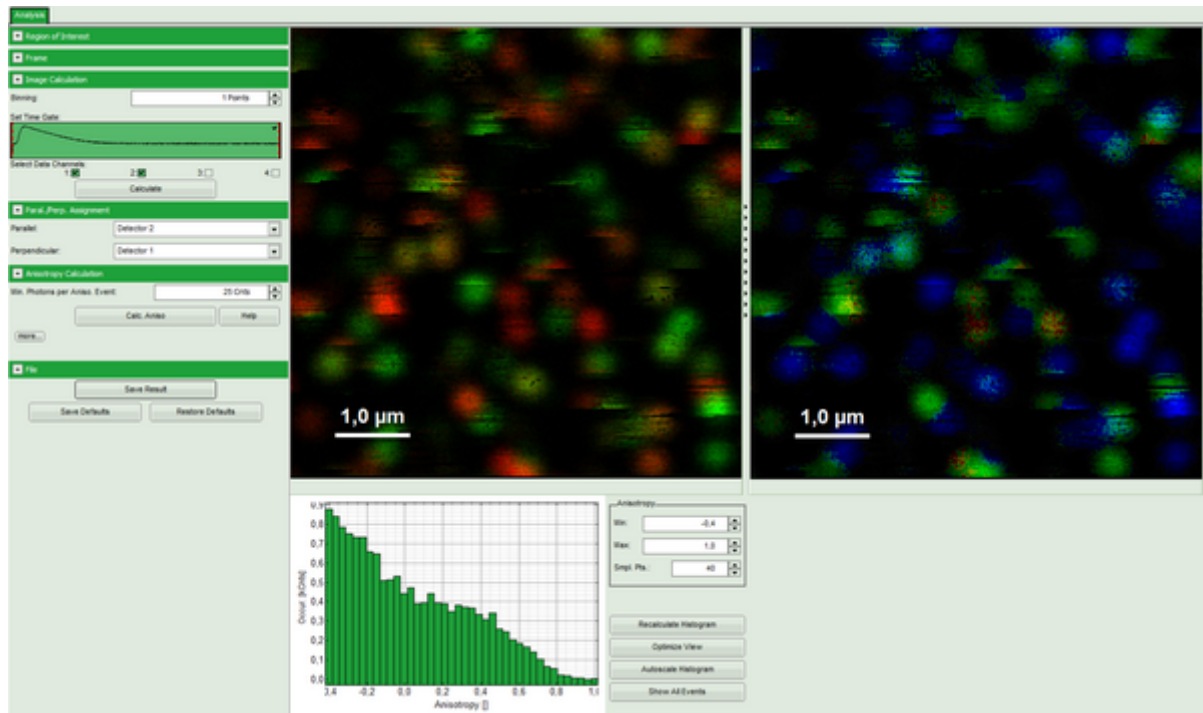 Analysis
Region of Interest
Frame
Image Calculation
Binning: 1 Points
Set Time Gate:
Select Data Channels:
1: 2: 3: 4:
Calculate
Paral./Perp. Assignment
Parallel: Detector 2
Perpendicular: Detector 1
Anisotropy Calculation
Min. Photons per Aniso. Event: 25 Cnts
Calc. Aniso Help
more...
File
Save Result
Save Defaults Restore Defaults
1,0 µm
1,0 µm
Occur. [kCnts]
0,9
0,8
0,7
0,6
0,5
0,4
0,3
0,2
0,1
0,0
-0,2 0,0 0,2 0,4 0,6 0,8
Anisotropy []
Anisotropy
Min: -0,4
Max: 1,0
Smpl. Pts.: 40
Recalculate Histogram
Optimize View
Autoscale Histogram
Show All Events